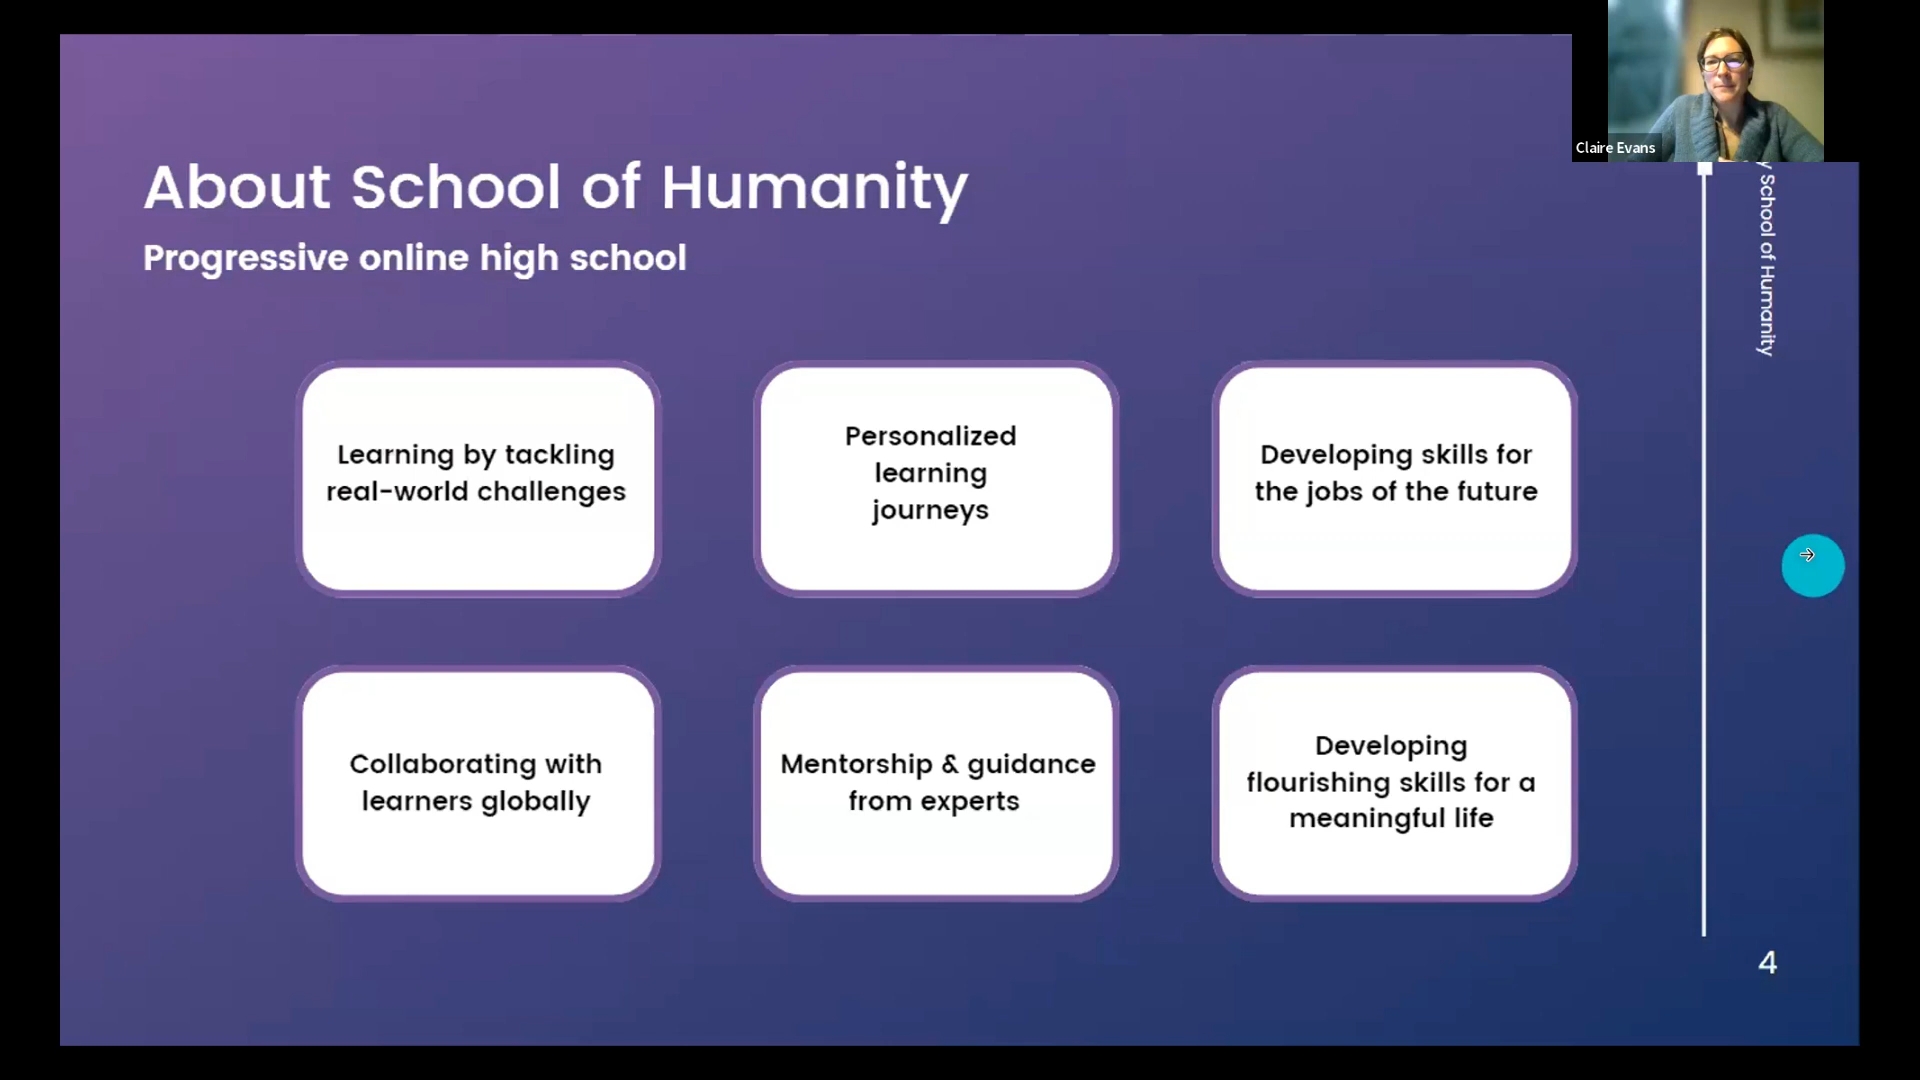 About School of Humanity
Progressive online high school
Claire Evans
School of Humanity
Learning by tackling
real-world challenges
Personalized
learning
journeys
Developing skills for
the jobs of the future
Collaborating with
learners globally
Mentorship & guidance
from experts
Developing
flourishing skills for a
meaningful life
4